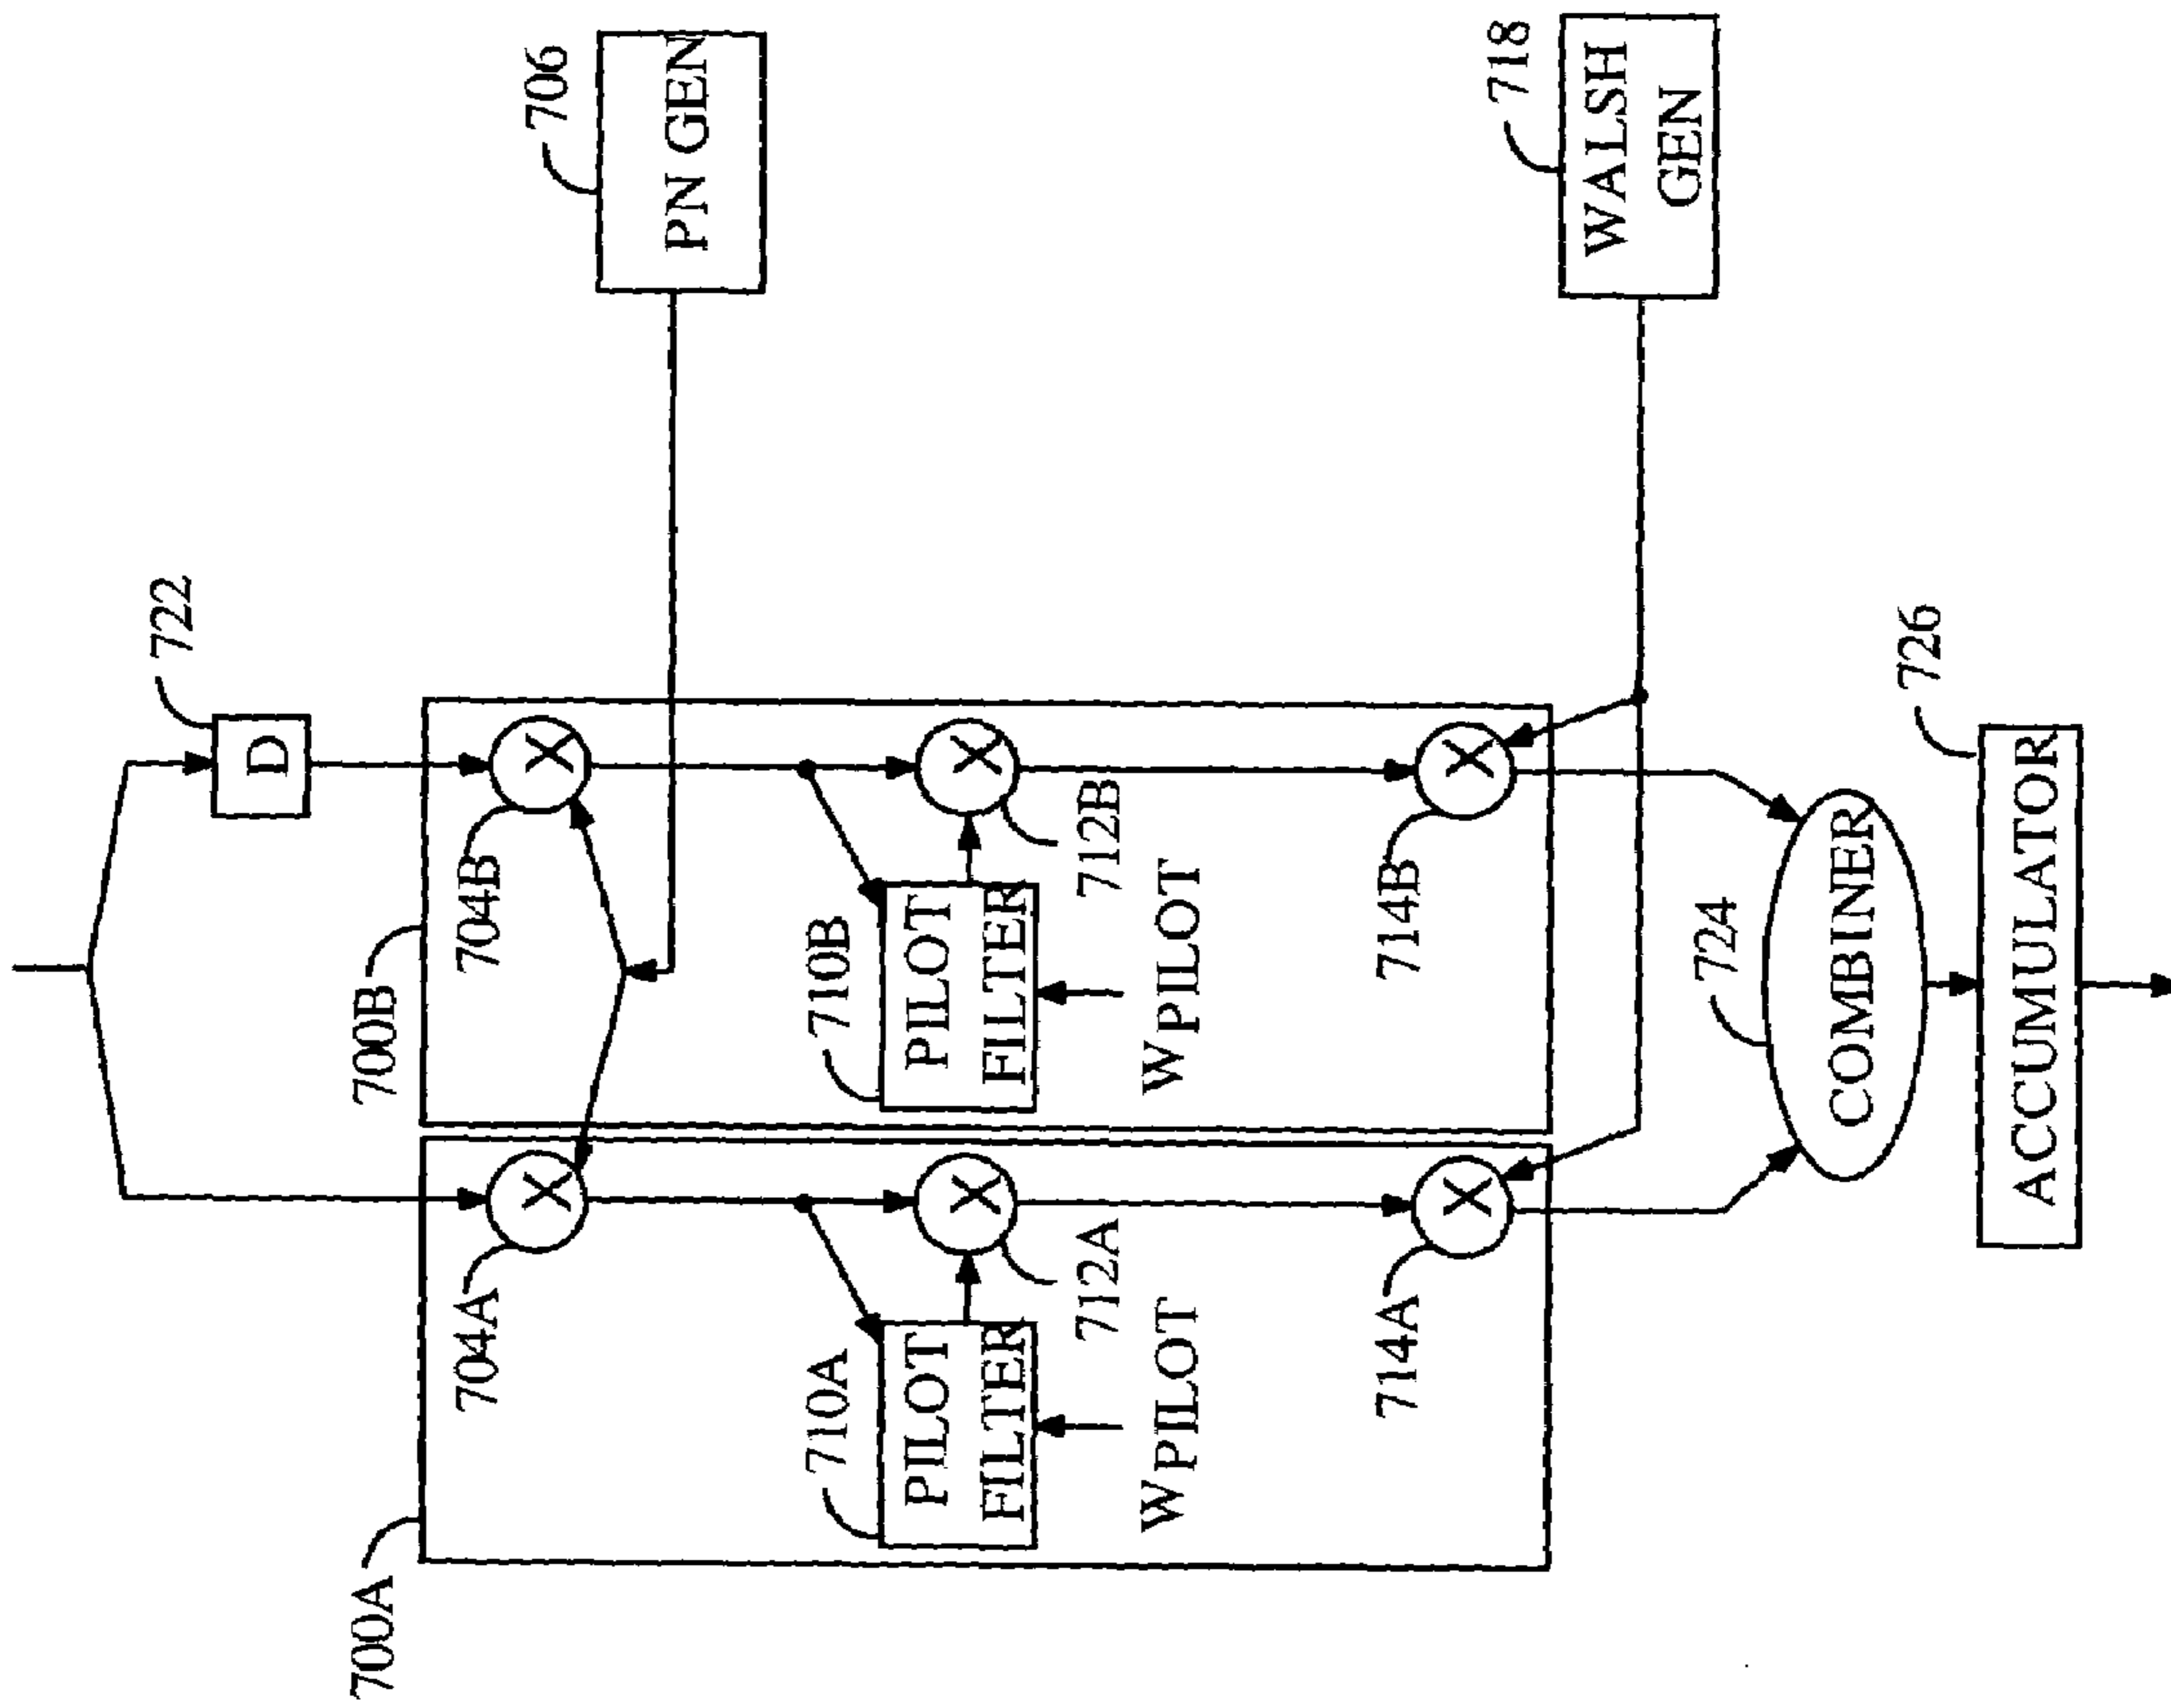 706
PN GEN
718
WALSH
GEN
722
D
700B
704B
X
710B
PILOT
FILTER
X
712B
WPILOT
714B
X
700A
704A
X
710A
PILOT
FILTER
X
712A
WPILOT
714A
X
724
COMBINER
726
ACCUMULATOR